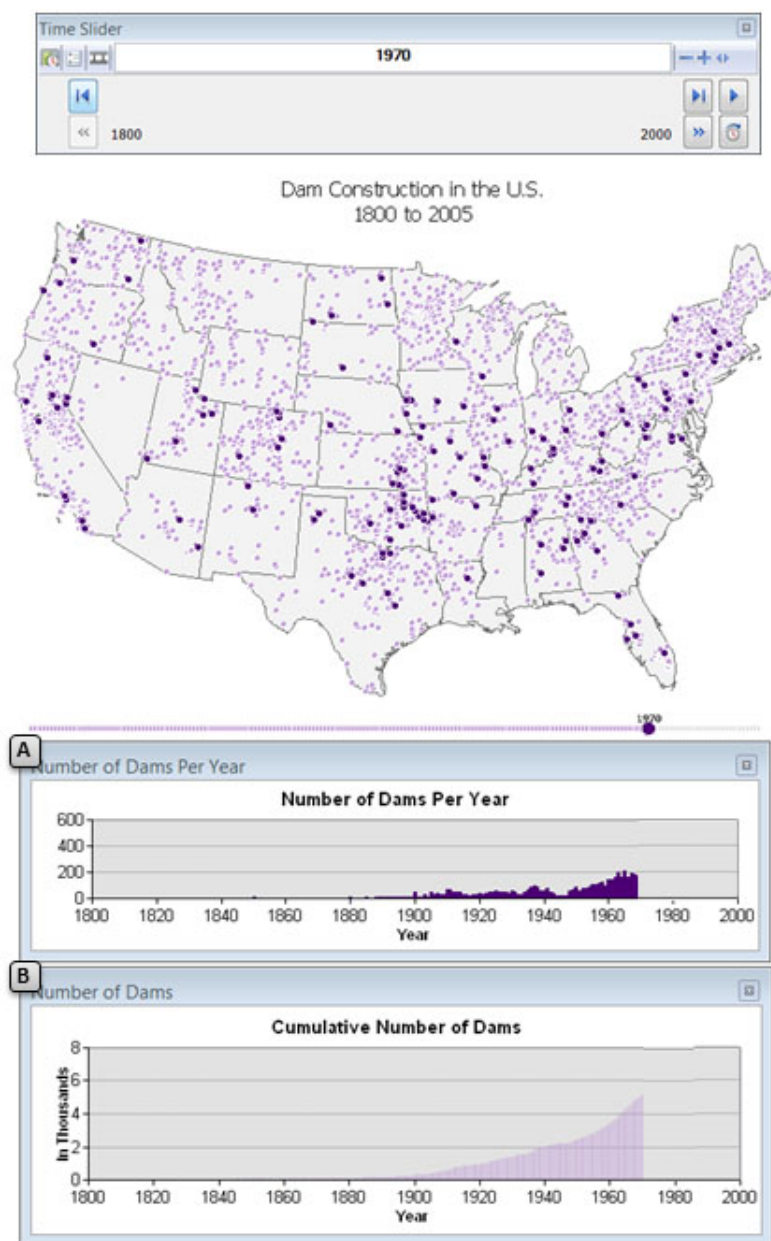 Time Slider
1970
1800
2000
Dam Construction in the U.S.
1800 to 2005
1970
A
Number of Dams Per Year
Number of Dams Per Year
600
400
200
0
1800 1820 1840 1860 1880 1900 1920 1940 1960 1980 2000
Year
B
Number of Dams
Cumulative Number of Dams
In Thousands
8
6
4
2
0
1800 1820 1840 1860 1880 1900 1920 1940 1960 1980 2000
Year